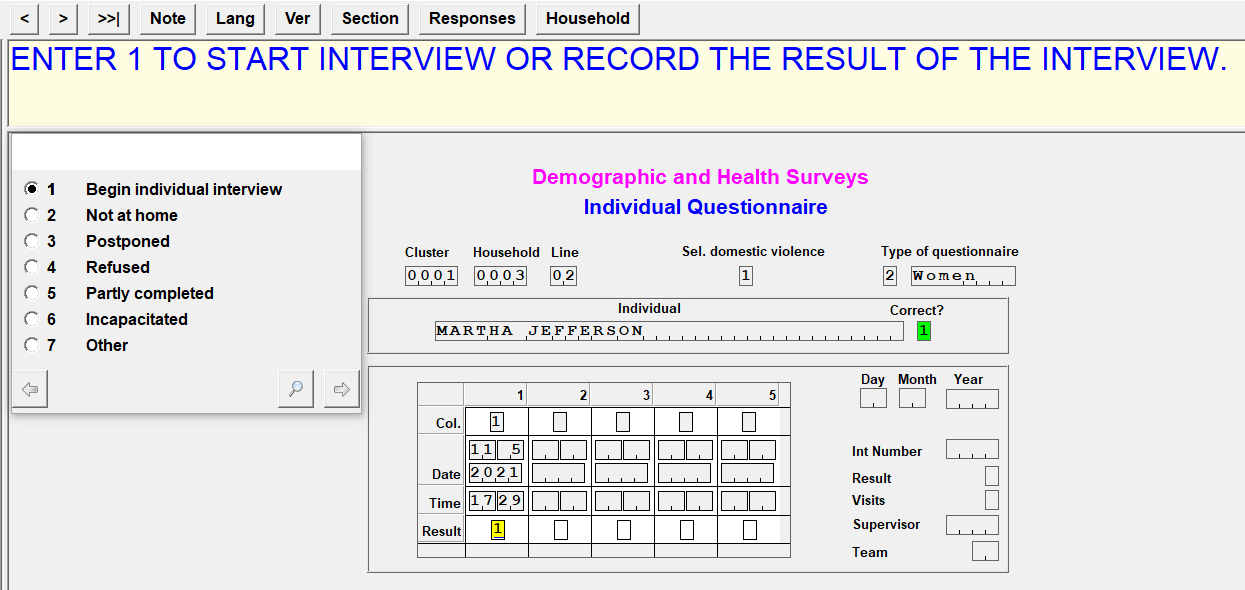 < > >>| Note Lang Ver Section Responses Household
ENTER 1 TO START INTERVIEW OR RECORD THE RESULT OF THE INTERVIEW.
1 Begin individual interview
2 Not at home
3 Postponed
4 Refused
5 Partly completed
6 Incapacitated
7 Other
Demographic and Health Surveys
Individual Questionnaire
Cluster Household Line Sel. domestic violence Type of questionnaire
0001 0003 02 1 2 Women
Individual Correct?
MARTHA JEFFERSON 1
Day Month Year
1 2 3 4 5
Col. 1
11 5
Date 2021
Time 17 29
Result 1
Int Number
Result
Visits
Supervisor
Team